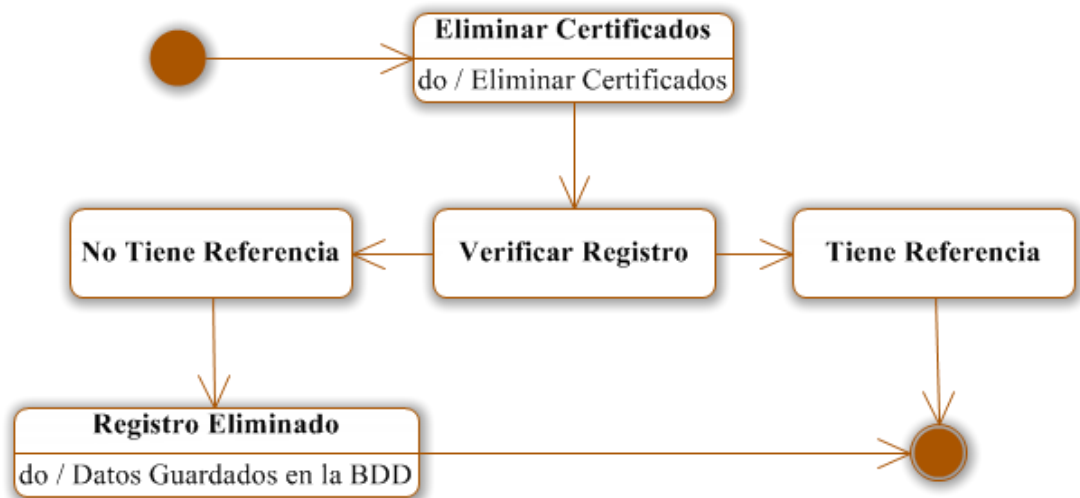 Eliminar Certificados
do / Eliminar Certificados
No Tiene Referencia
Verificar Registro
Tiene Referencia
Registro Eliminado
do / Datos Guardados en la BDD